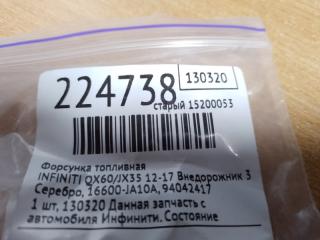 130320
224738
старый 15200053
Форсунка топливная
INFINITI QX60/JX35 12-17 Внедорожник 3
Серебро, 16600-JA10A, 94042417
1 шт, 130320 Данная запчасть с
автомобиля Инфинити. Состояние